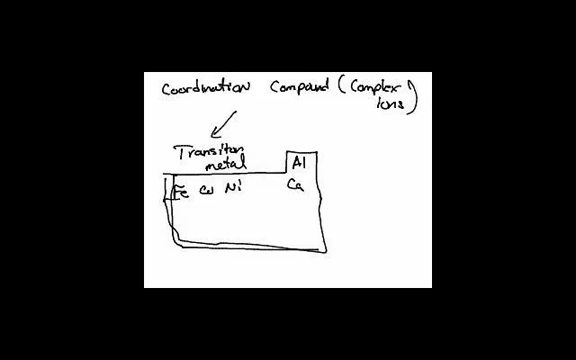 Coordination Compound (Complex
ions)
Transition
metal
Al
Fe Cu Ni Ca